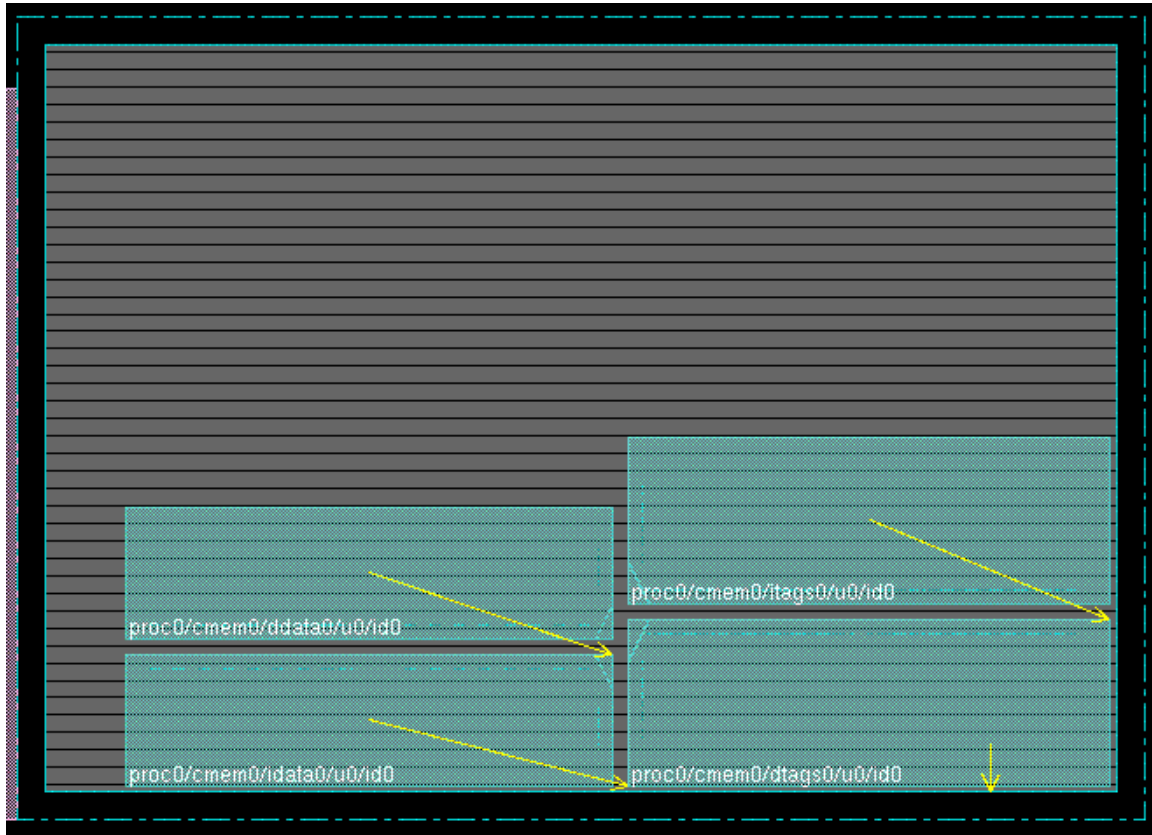 proc0/cmem0/itags0/u0/id0
proc0/cmem0/ddata0/u0/id0
proc0/cmem0/idata0/u0/id0
proc0/cmem0/dtags0/u0/id0